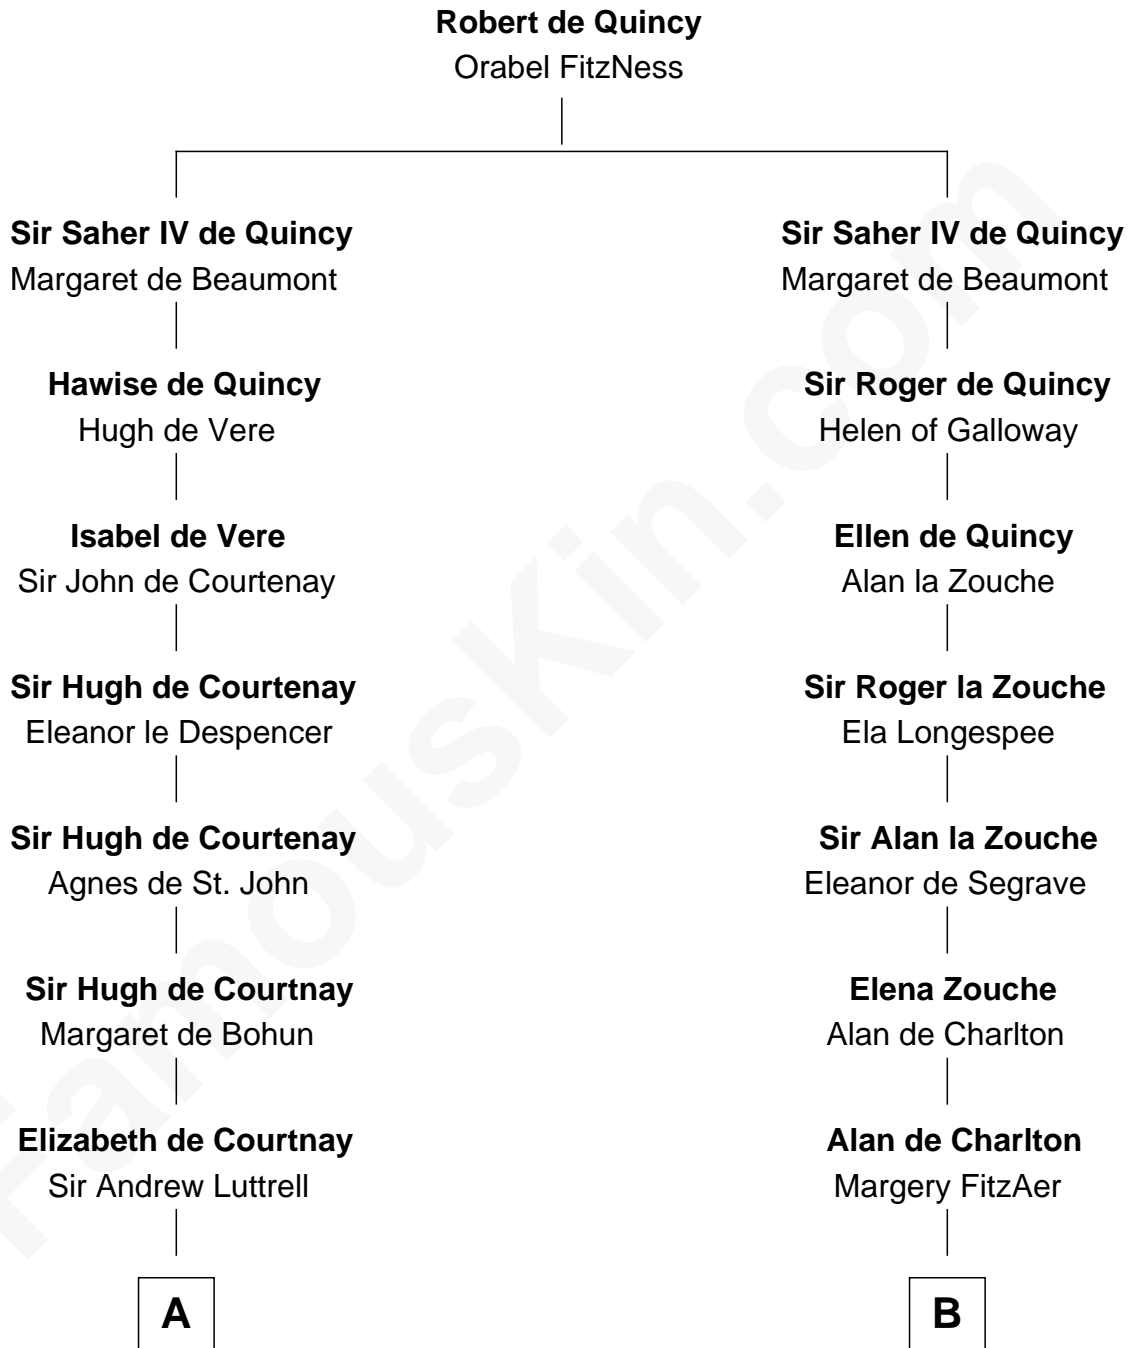 Robert de Quincy
Orabel FitzNess
Sir Saher IV de Quincy
Margaret de Beaumont
Sir Saher IV de Quincy
Margaret de Beaumont
Hawise de Quincy
Hugh de Vere
Sir Roger de Quincy
Helen of Galloway
Isabel de Vere
Sir John de Courtenay
Ellen de Quincy
Alan la Zouche
Sir Hugh de Courtenay
Eleanor le Despencer
Sir Roger la Zouche
Ela Longespee
Sir Hugh de Courtenay
Agnes de St. John
Sir Alan la Zouche
Eleanor de Segrave
Sir Hugh de Courtnay
Margaret de Bohun
Elena Zouche
Alan de Charlton
Elizabeth de Courtnay
Sir Andrew Luttrell
Alan de Charlton
Margery FitzAer
A
B
FamousKin.com